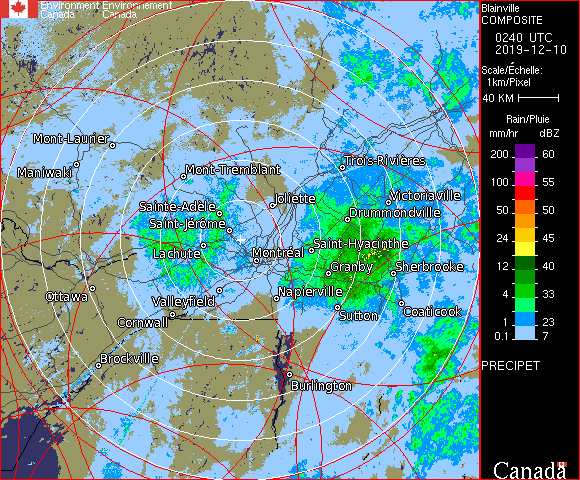 Environment Environnement
Canada Canada
Blainville
COMPOSITE
0240 UTC
2019-12-10
Scale/Échelle:
1km/Pixel
40 KM
Rain/Pluie
mm/hr dBZ
200 60
100 55
50 50
24 45
12 40
4 33
1 23
0.1 7
PRECIPET
Canada
Mont-Laurier
Maniwaki
Mont-Tremblant
Trois-Rivières
Sainte-Adele
Joliette
Victoriaville
Drummondville
Saint-Jérôme
Saint-Hyacinthe
Lachute
Montréal
Granby
Sherbrooke
Ottawa
Valleyfield
Napierville
Coaticook
Cornwall
Sutton
Brockville
Burlington